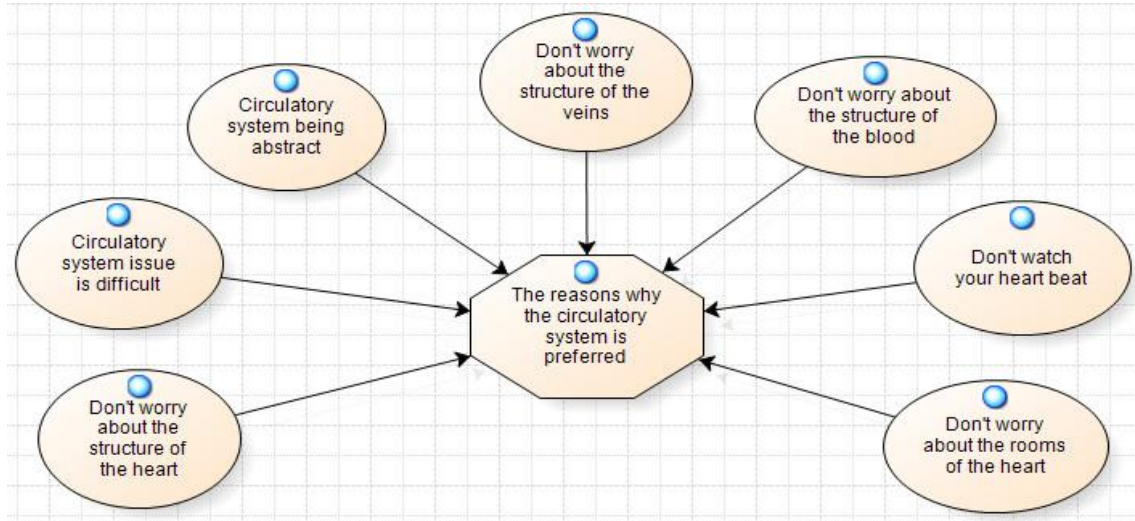 Don't worry
about the
structure of the
veins
Circulatory
system being
abstract
Don't worry about
the structure of
the blood
Circulatory
system issue
is difficult
Don't watch
your heart beat
The reasons why
the circulatory
system is
preferred
Don't worry
about the
structure of
the heart
Don't worry
about the rooms
of the heart